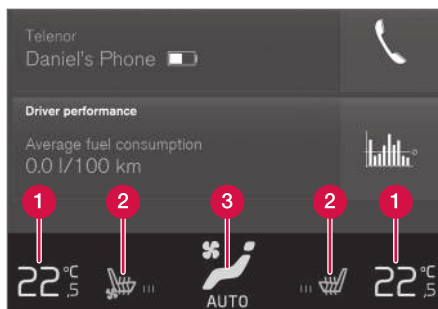 Telenor
Daniel's Phone
Driver performance
Average fuel consumption
0.0 l/100 km
1 2 3 2 1
22°C,5 22°C,5
AUTO